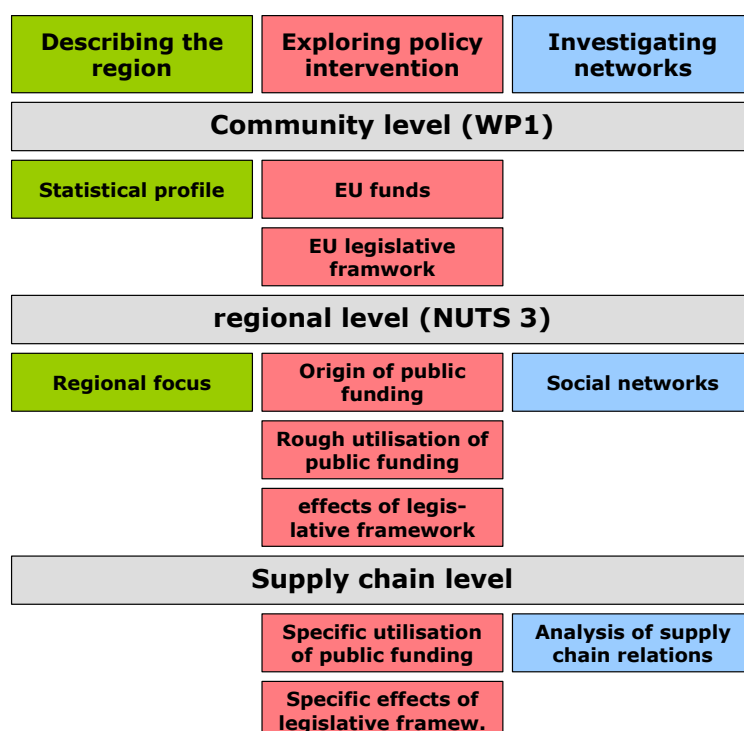 Describing the
region
Exploring policy
intervention
Investigating
networks
Community level (WP1)
Statistical profile
EU funds
EU legislative
framwork
regional level (NUTS 3)
Regional focus
Origin of public
funding
Social networks
Rough utilisation of
public funding
effects of legis-
lative framework
Supply chain level
Specific utilisation
of public funding
Analysis of supply
chain relations
Specific effects of
legislative framew.